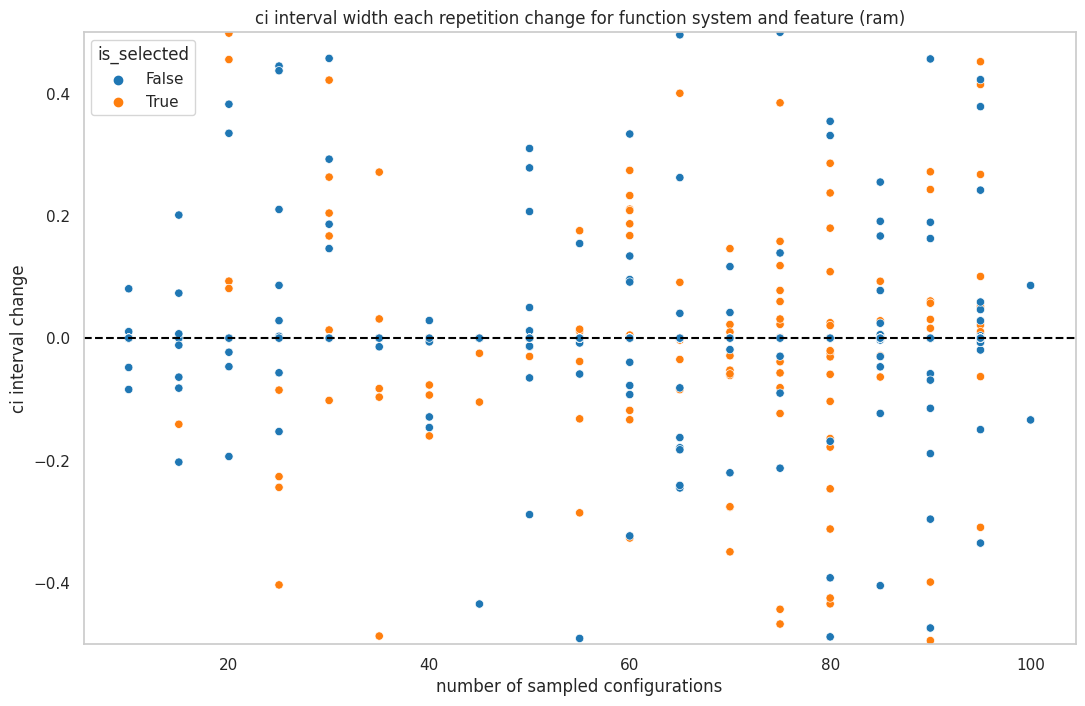 ci interval width each repetition change for function system and feature (ram)
is_selected
False
True
0.4
0.2
0.0
−0.2
−0.4
ci interval change
20
40
60
80
100
number of sampled configurations